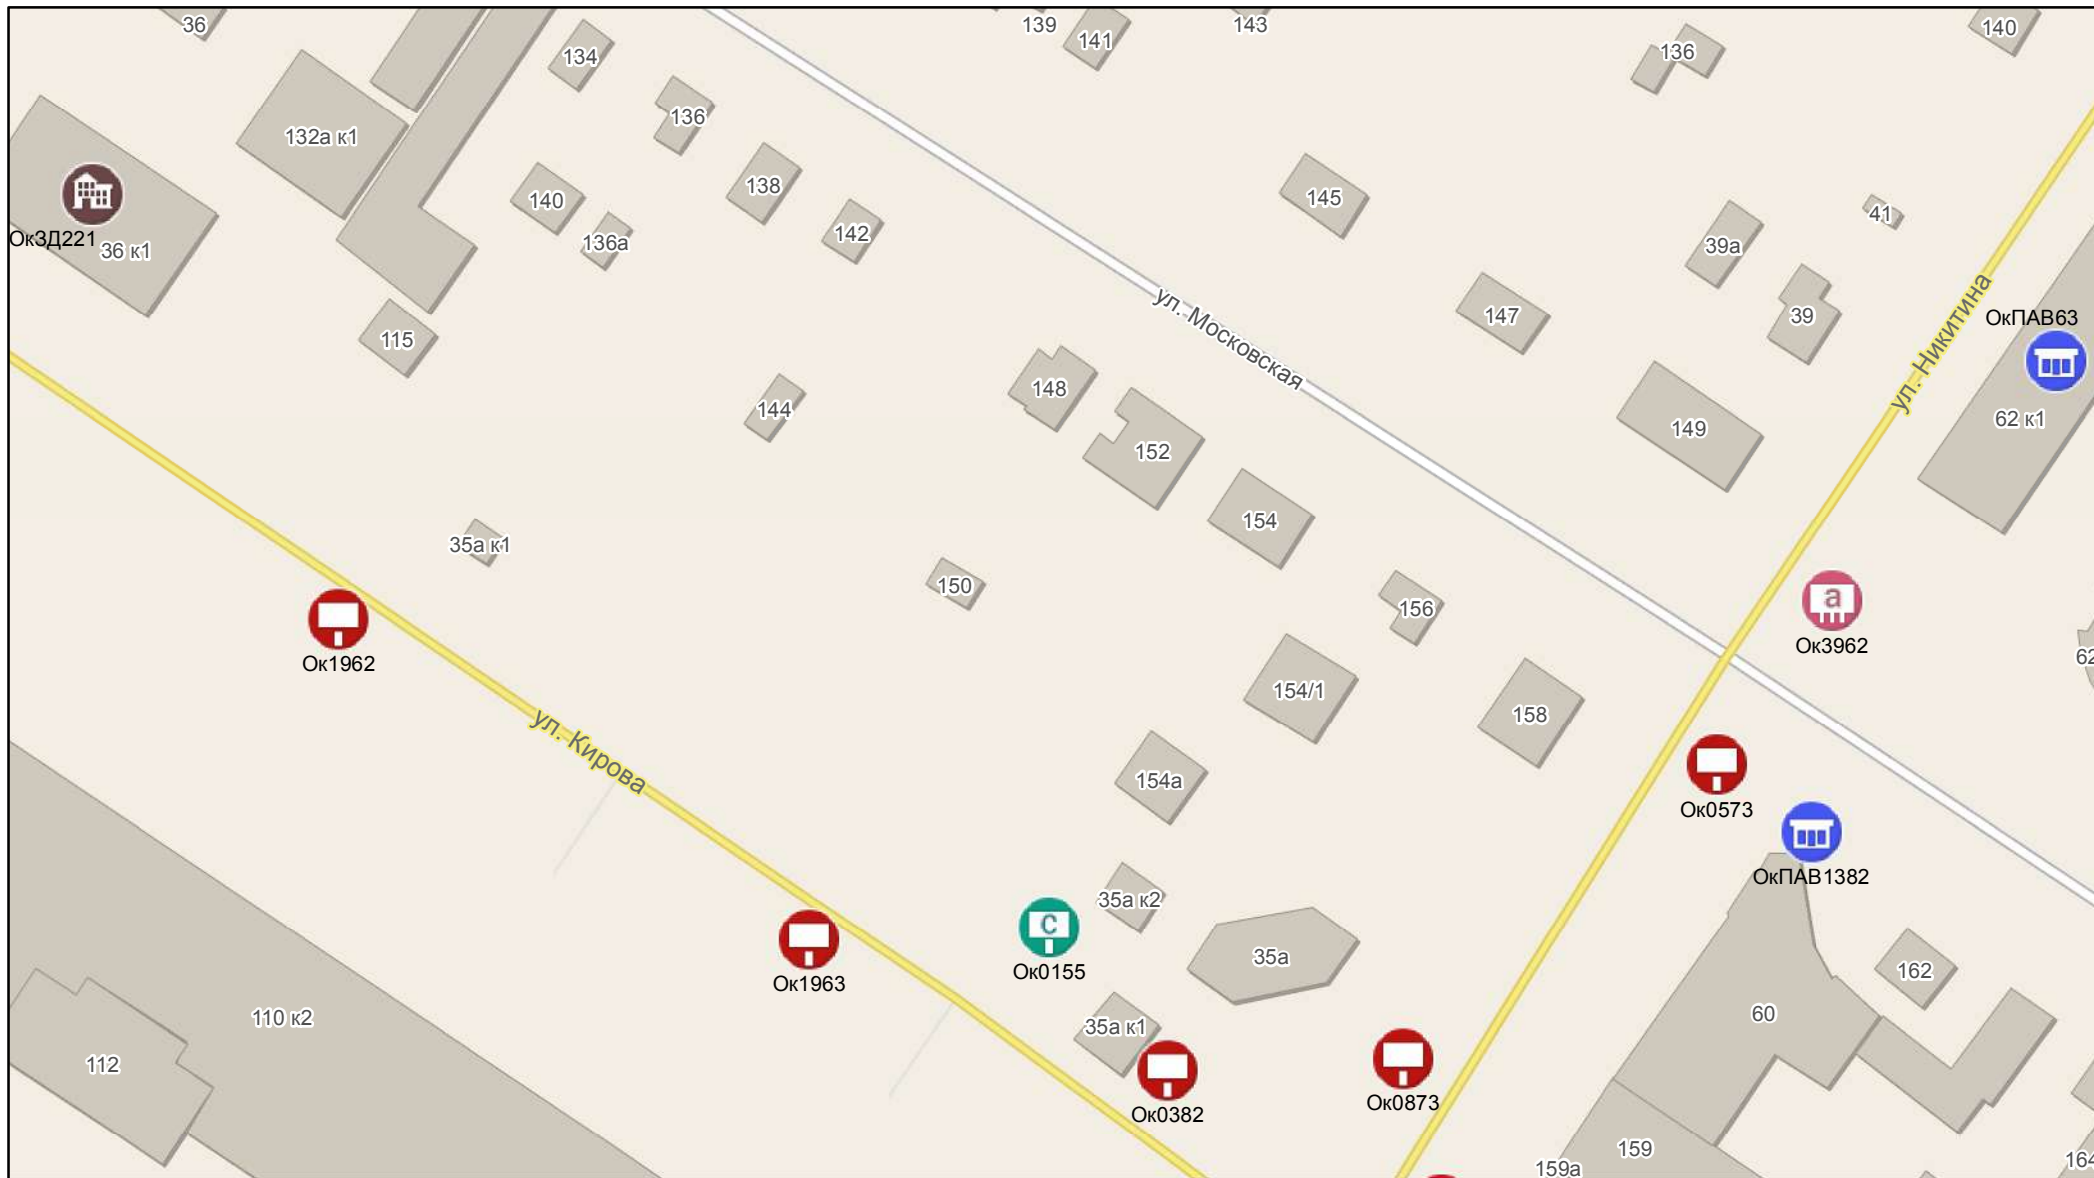 36
139
141
143
140
134
136
136
132а к1
138
145
ОкЗД221
36 к1
140
136а
142
39а
41
115
ул. Московская
147
39
ул. Никитина
ОкПАВ63
144
148
152
149
62 к1
35а к1
150
154
156
а
Ок3962
62
Ок1962
154/1
158
ул. Кирова
154а
Ок0573
ОкПАВ1382
35а к2
с
Ок0155
35а
162
Ок1963
110 к2
35а к1
60
112
Ок0382
Ок0873
159
159а
164